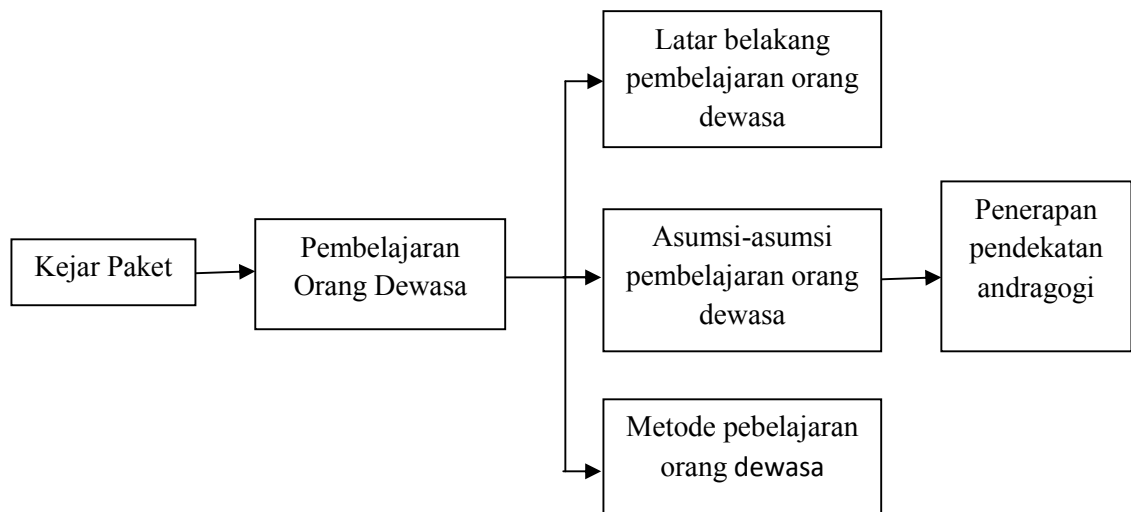 Kejar Paket
Pembelajaran
Orang Dewasa
Latar belakang
pembelajaran orang
dewasa
Asumsi-asumsi
pembelajaran orang
dewasa
Metode pebelajaran
orang dewasa
Penerapan
pendekatan
andragogi